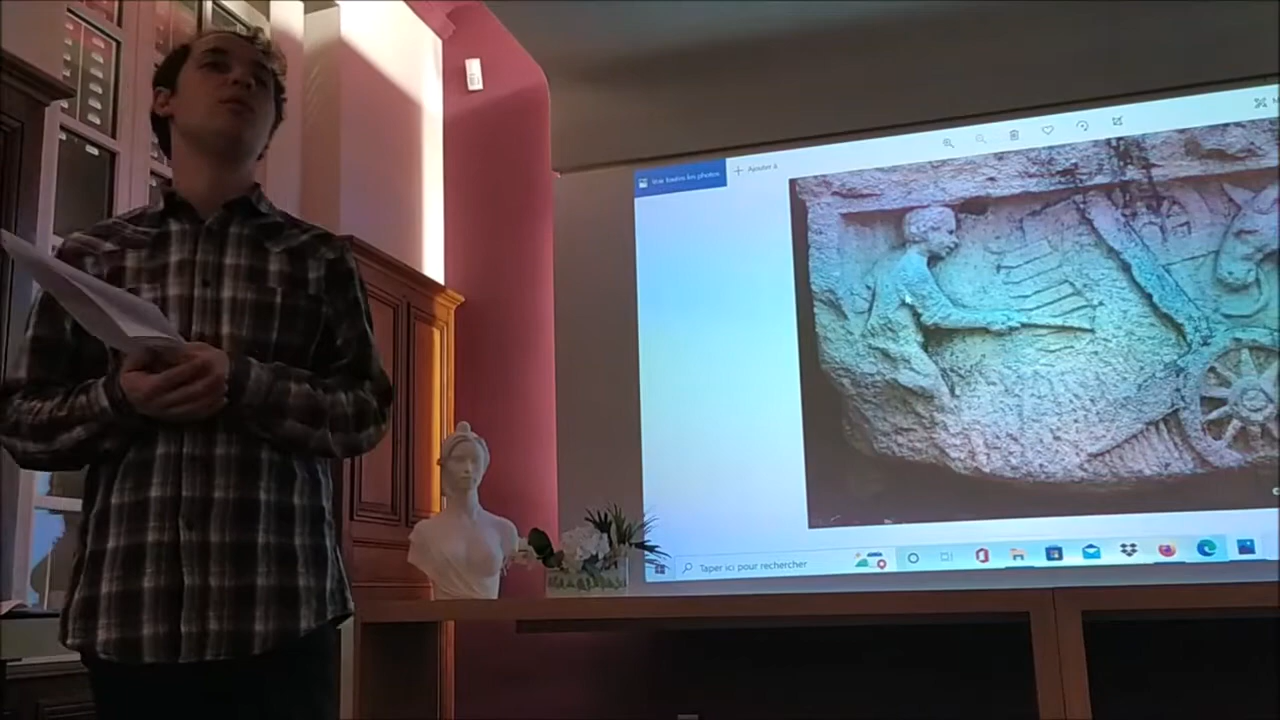 Voir toutes les photos
Ajouter à
Taper ici pour rechercher